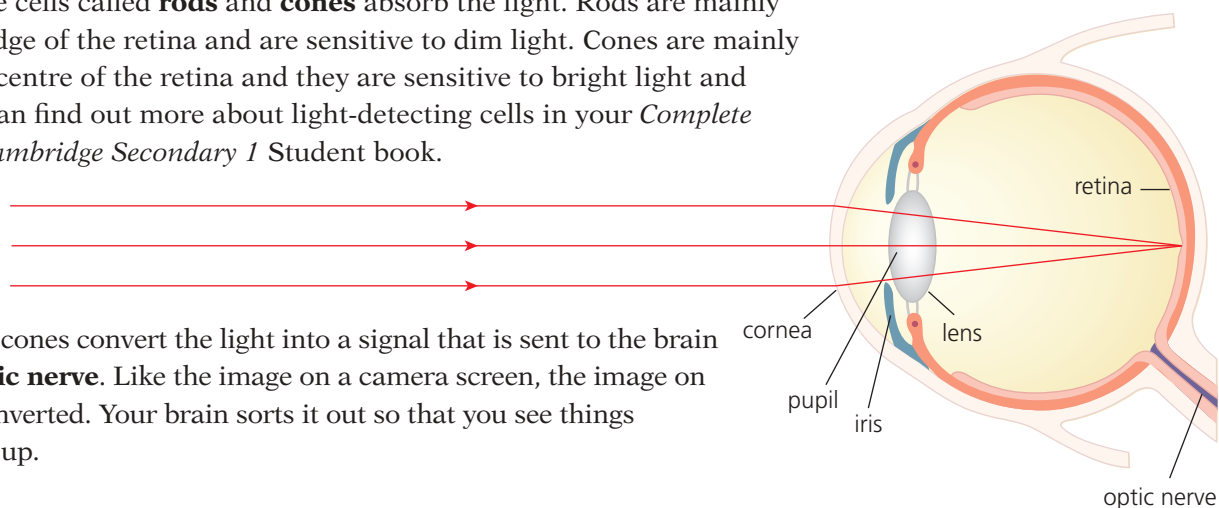 e cells called rods and cones absorb the light. Rods are mainly
dge of the retina and are sensitive to dim light. Cones are mainly
centre of the retina and they are sensitive to bright light and
an find out more about light-detecting cells in your Complete
ambridge Secondary 1 Student book.
retina
cones convert the light into a signal that is sent to the brain
ic nerve. Like the image on a camera screen, the image on
nverted. Your brain sorts it out so that you see things
up.
cornea
lens
pupil
iris
optic nerve